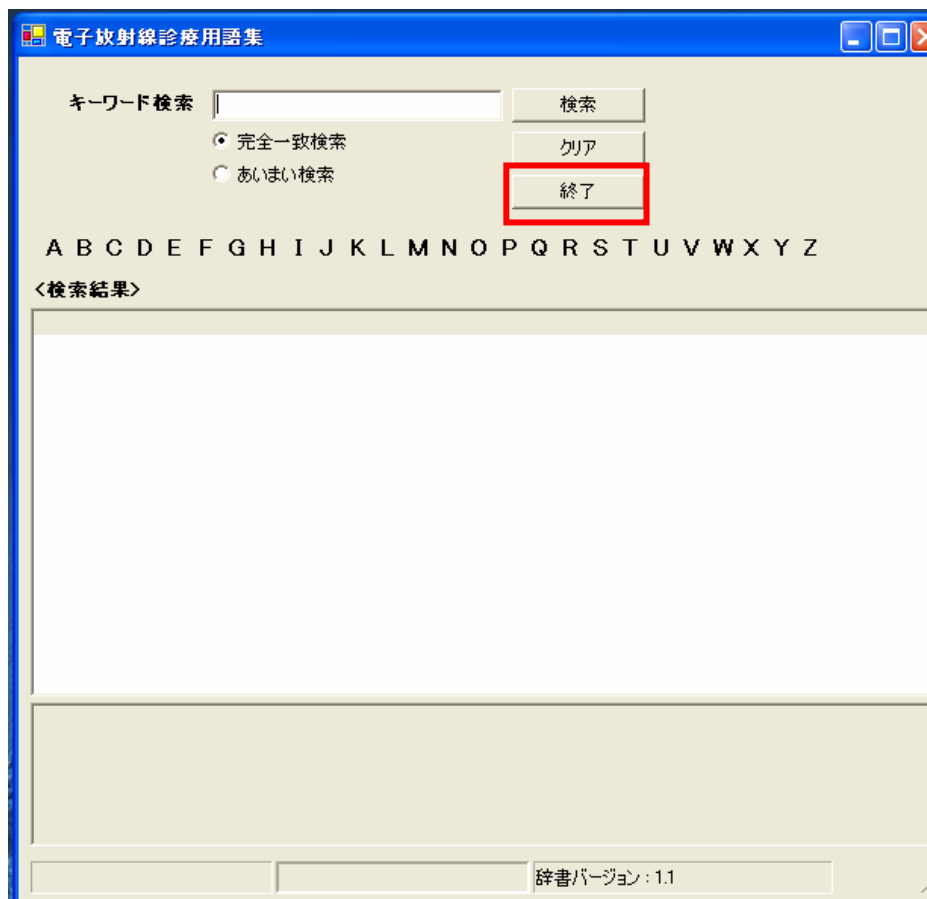 電子放射線診療用語集
キーワード検索 検索
完全一致検索 クリア
あいまい検索 終了
A B C D E F G H I J K L M N O P Q R S T U V W X Y Z
<検索結果>
辞書バージョン:1.1